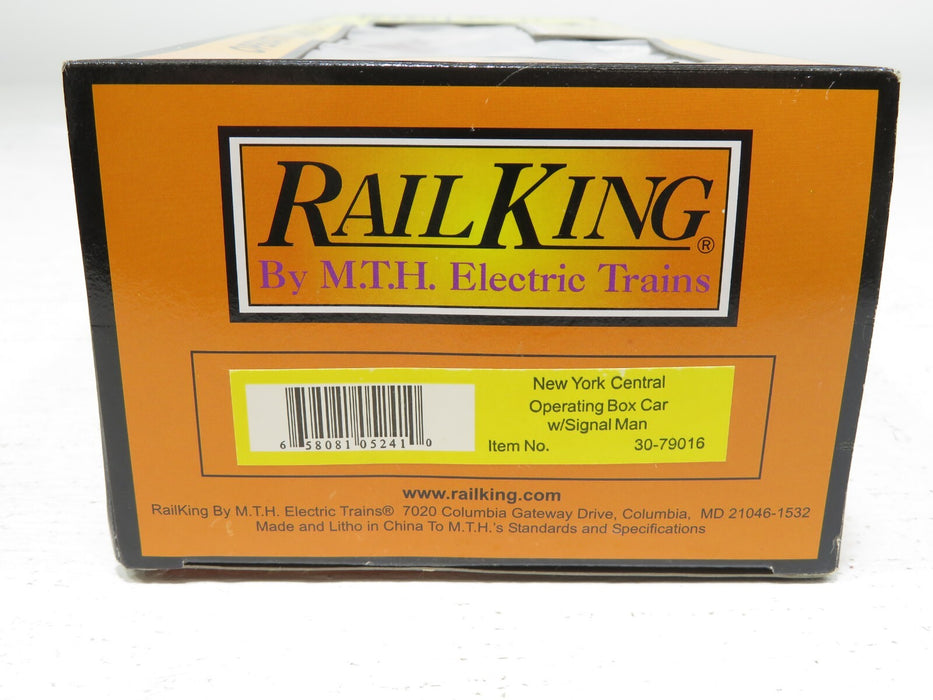 RAILKING®
By M.T.H. Electric Trains
New York Central
Operating Box Car
w/Signal Man
Item No. 30-79016
6 58081 05241 0
www.railking.com
RailKing By M.T.H. Electric Trains® 7020 Columbia Gateway Drive, Columbia, MD 21046-1532
Made and Litho in China To M.T.H.'s Standards and Specifications